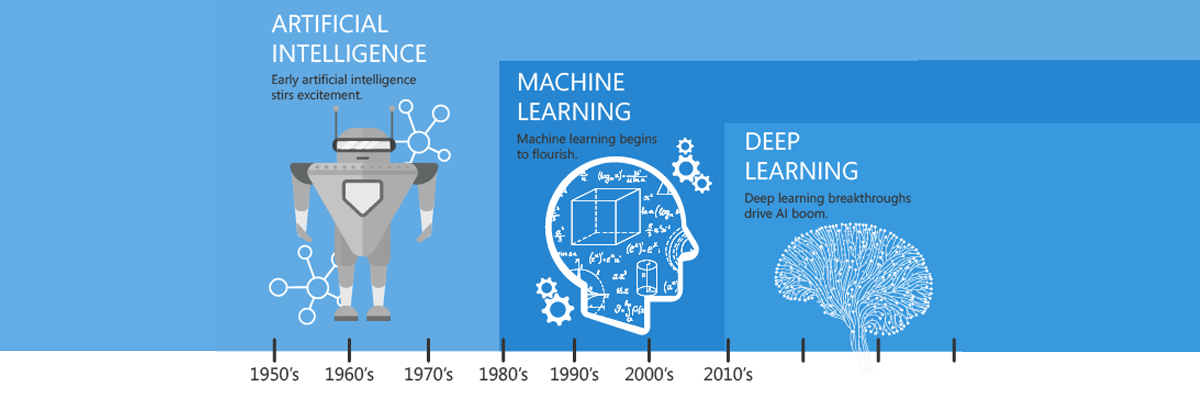 ARTIFICIAL
INTELLIGENCE
Early artificial intelligence
stirs excitement.
MACHINE
LEARNING
Machine learning begins
to flourish.
DEEP
LEARNING
Deep learning breakthroughs
drive AI boom.
1950's
1960's
1970's
1980's
1990's
2000's
2010's